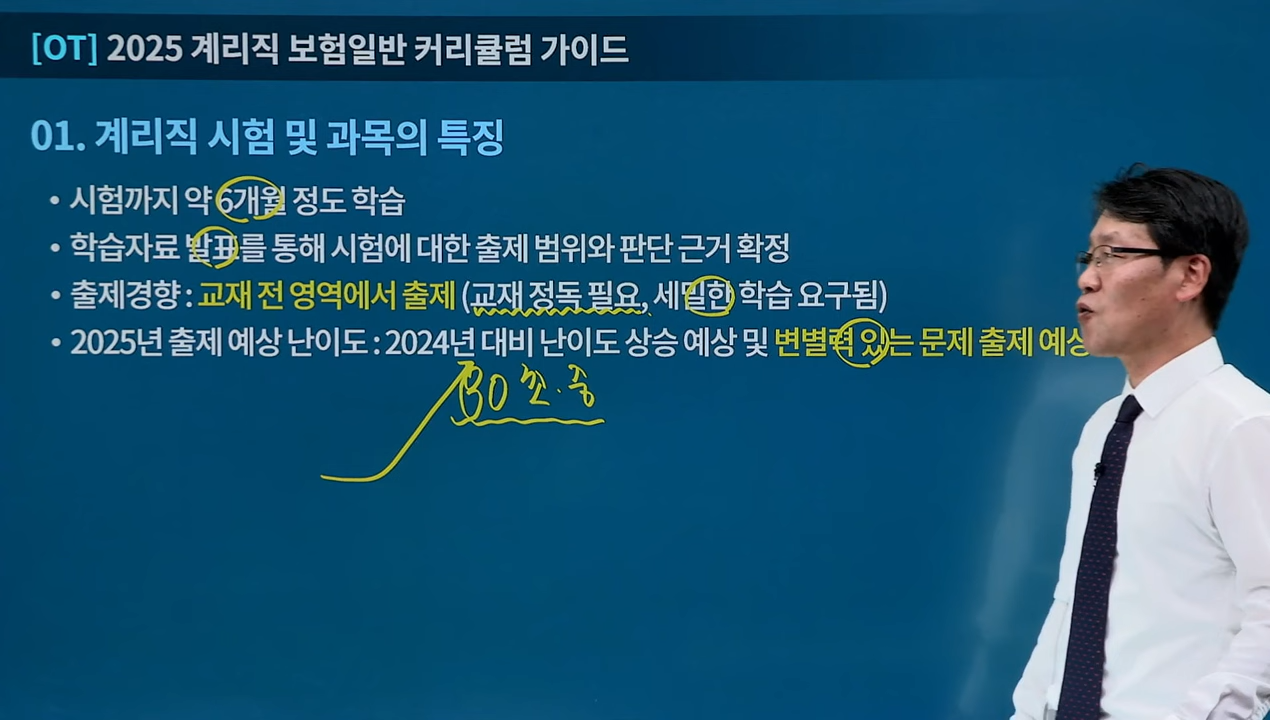 [OT] 2025 계리직 보험일반 커리큘럼 가이드
01. 계리직 시험 및 과목의 특징
• 시험까지 약 6개월 정도 학습
• 학습자료 발표를 통해 시험에 대한 출제 범위와 판단 근거 확정
• 출제경향 : 교재 전 영역에서 출제 (교재 정독 필요, 세밀한 학습 요구됨)
• 2025년 출제 예상 난이도 : 2024년 대비 난이도 상승 예상 및 변별력 있는 문제 출제 예상
80 초·중